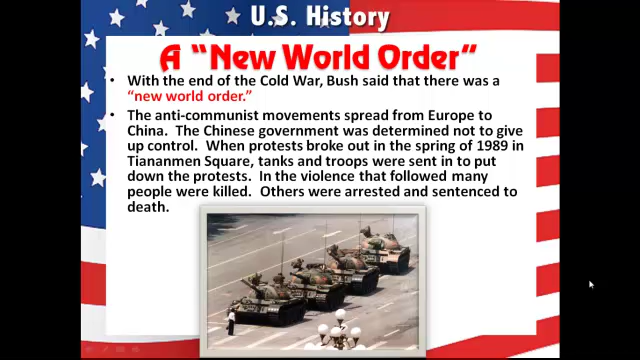 U.S. History
A “New World Order”
• With the end of the Cold War, Bush said that there was a
“new world order.”
• The anti-communist movements spread from Europe to
China.  The Chinese government was determined not to give
up control.  When protests broke out in the spring of 1989 in
Tiananmen Square, tanks and troops were sent in to put
down the protests.  In the violence that followed many
people were killed.  Others were arrested and sentenced to
death.